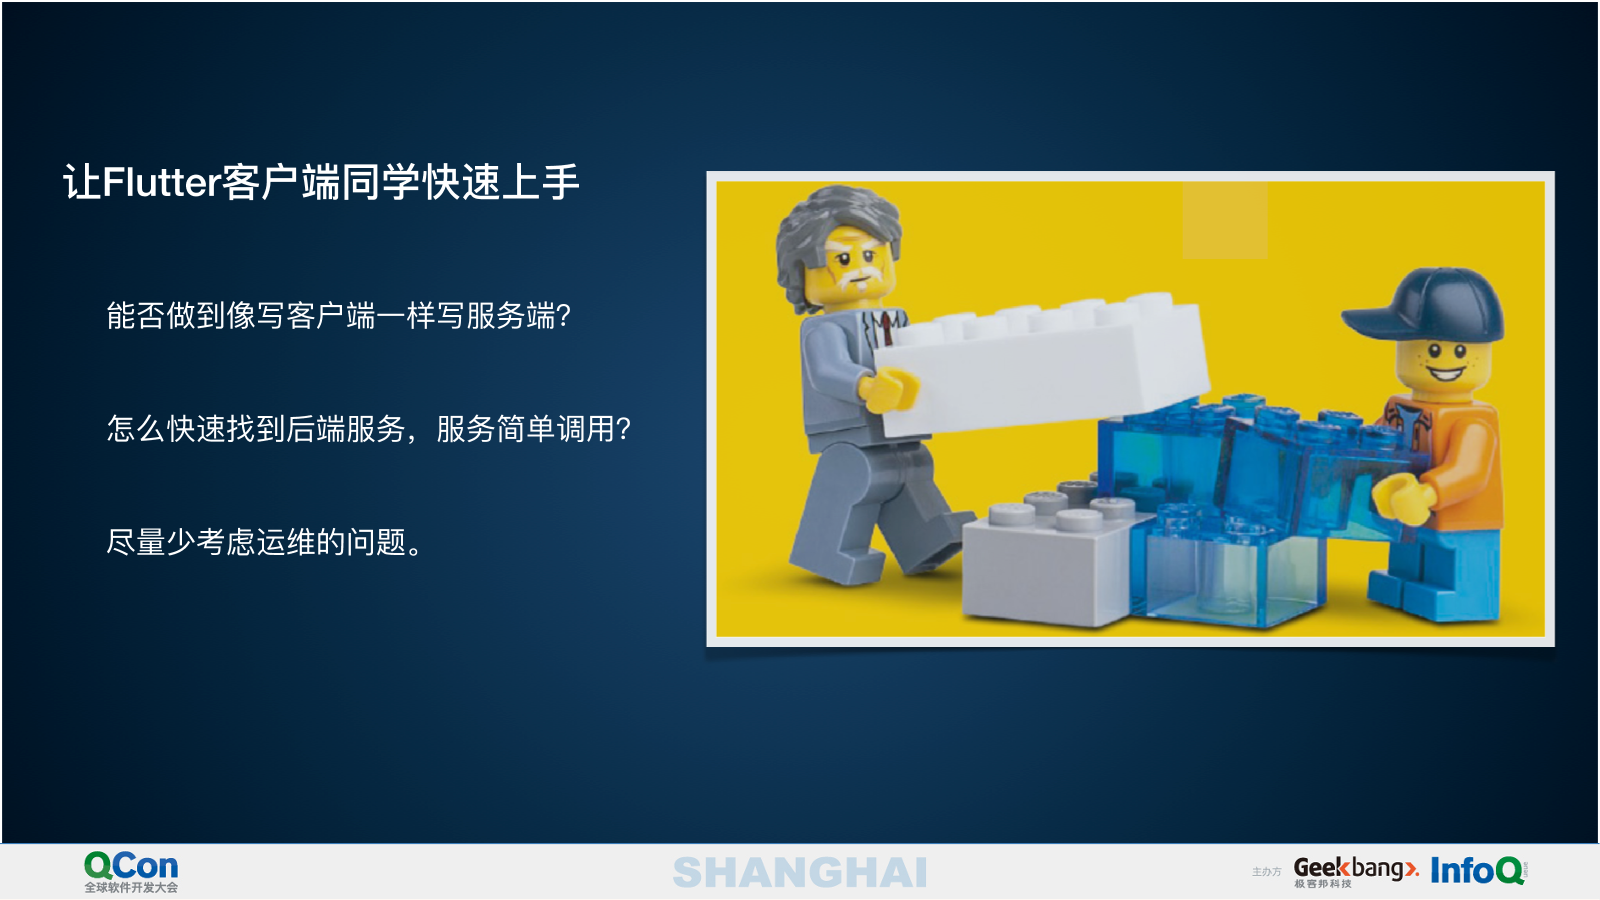 让Flutter客户端同学快速上手
能否做到像写客户端一样写服务端？
怎么快速找到后端服务，服务简单调用？
尽量少考虑运维的问题。
QCon
全球软件开发大会
SHANGHAI
主办方
Geekbang>.
极客邦科技
InfoQ